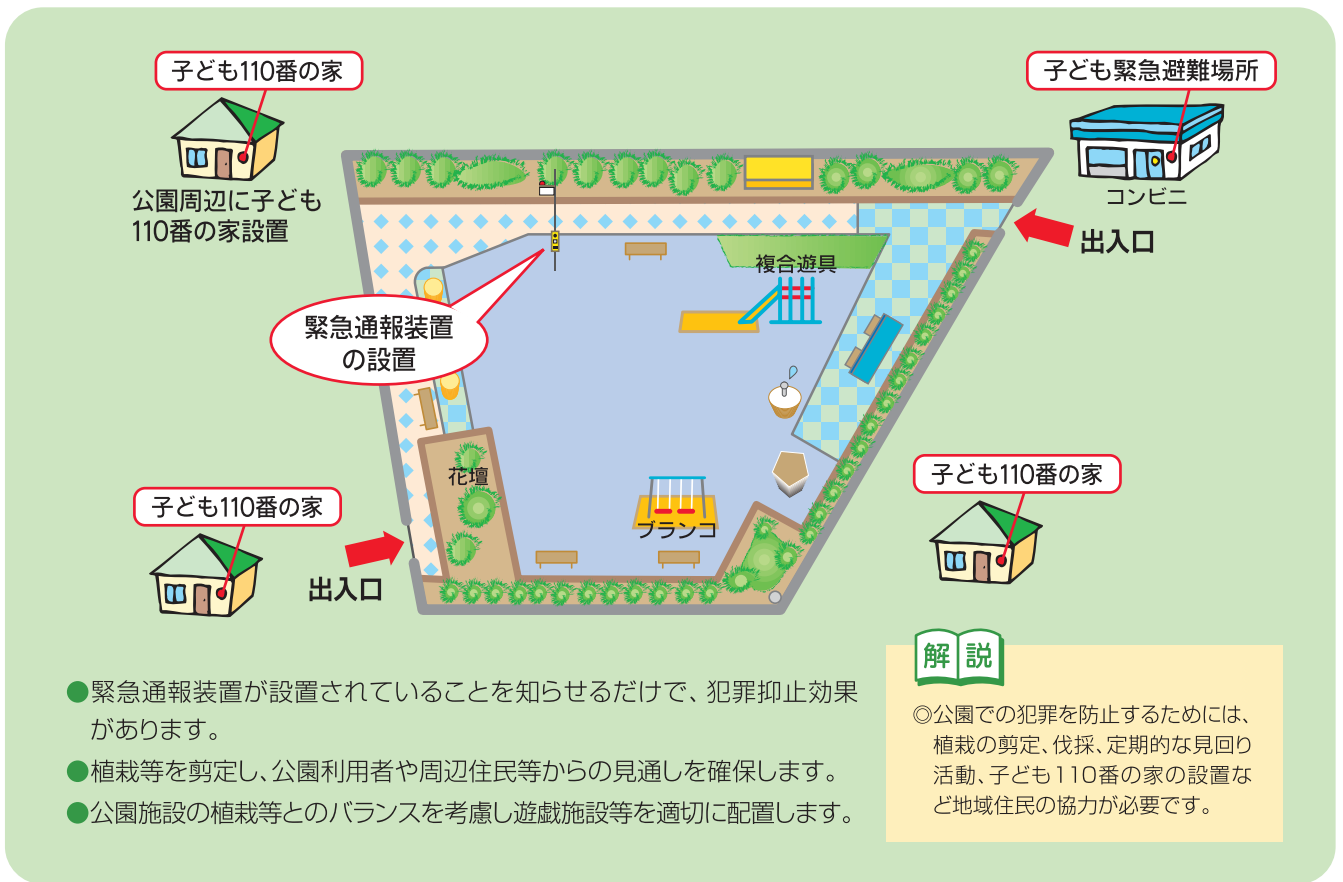 子ども110番の家
子ども緊急避難場所
公園周辺に子ども
110番の家設置
コンビニ
出入口
複合遊具
緊急通報装置
の設置
花壇
ブランコ
子ども110番の家
子ども110番の家
出入口
●緊急通報装置が設置されていることを知らせるだけで、犯罪抑止効果
があります。
●植栽等を剪定し、公園利用者や周辺住民等からの見通しを確保します。
●公園施設の植栽等とのバランスを考慮し遊戯施設等を適切に配置します。
解説
◎公園での犯罪を防止するためには、
植栽の剪定、伐採、定期的な見回り
活動、子ども110番の家の設置な
ど地域住民の協力が必要です。